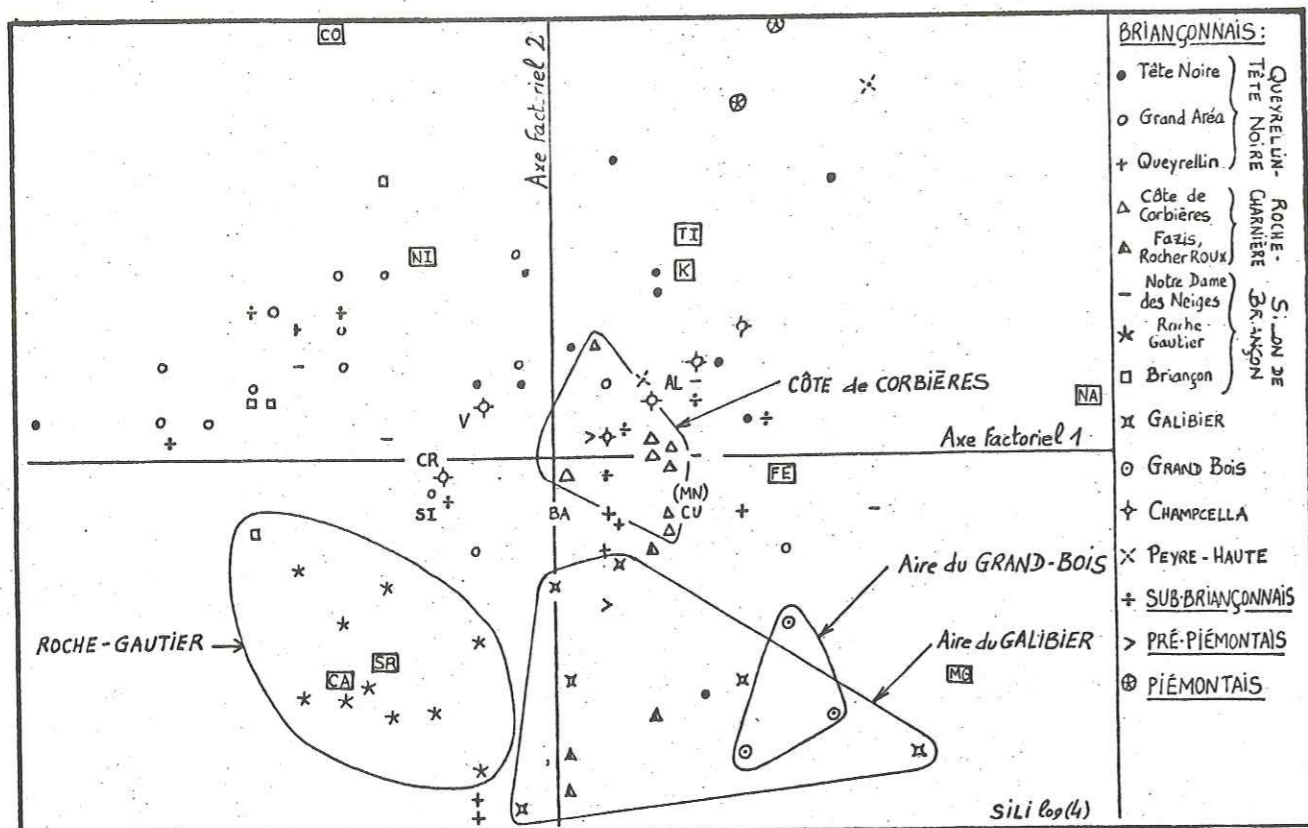 CO
Axe Factoriel 2
NI
TI
K
AL
CÔTE de CORBIÈRES
NA
V
Axe Factoriel 1
CR
FE
(MN)
SI
BA
CU
Aire du GRAND-BOIS
ROCHE-GAUTIER
Aire du GALIBIER
SR
CA
MG
SiLi log(4)
BRIANÇONNAIS:
Tête Noire
Grand Aréa
Queyrellin
QUEYRELLIN-
TÊTE NOIRE
Côte de
Corbières
Fazis,
Rocher Roux
ROCHE-
CHARNIÈRE
Notre Dame
des Neiges
Roche
Gautier
Briançon
SILLON DE
BRIANÇON
GALIBIER
GRAND BOIS
CHAMPCELLA
PEYRE-HAUTE
SUB-BRIANÇONNAIS
PRÉ-PIÉMONTAIS
PIÉMONTAIS